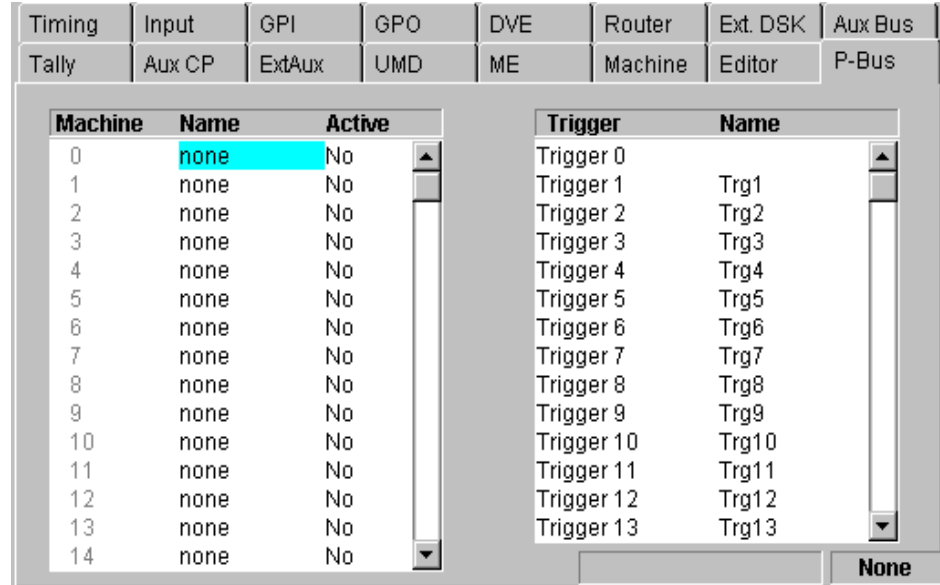 Timing Input GPI GPO DVE Router Ext. DSK Aux Bus
Tally Aux CP ExtAux UMD ME Machine Editor P-Bus
Machine Name Active
0 none No
1 none No
2 none No
3 none No
4 none No
5 none No
6 none No
7 none No
8 none No
9 none No
10 none No
11 none No
12 none No
13 none No
14 none No
Trigger Name
Trigger 0
Trigger 1 Trg1
Trigger 2 Trg2
Trigger 3 Trg3
Trigger 4 Trg4
Trigger 5 Trg5
Trigger 6 Trg6
Trigger 7 Trg7
Trigger 8 Trg8
Trigger 9 Trg9
Trigger 10 Trg10
Trigger 11 Trg11
Trigger 12 Trg12
Trigger 13 Trg13
None